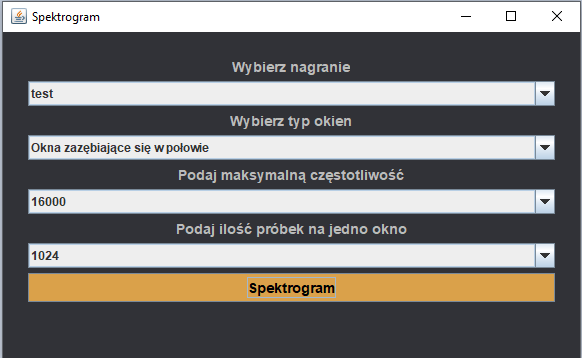 Spektrogram
Wybierz nagranie
test
Wybierz typ okien
Okna zazębiające się w połowie
Podaj maksymalną częstotliwość
16000
Podaj ilość próbek na jedno okno
1024
Spektrogram